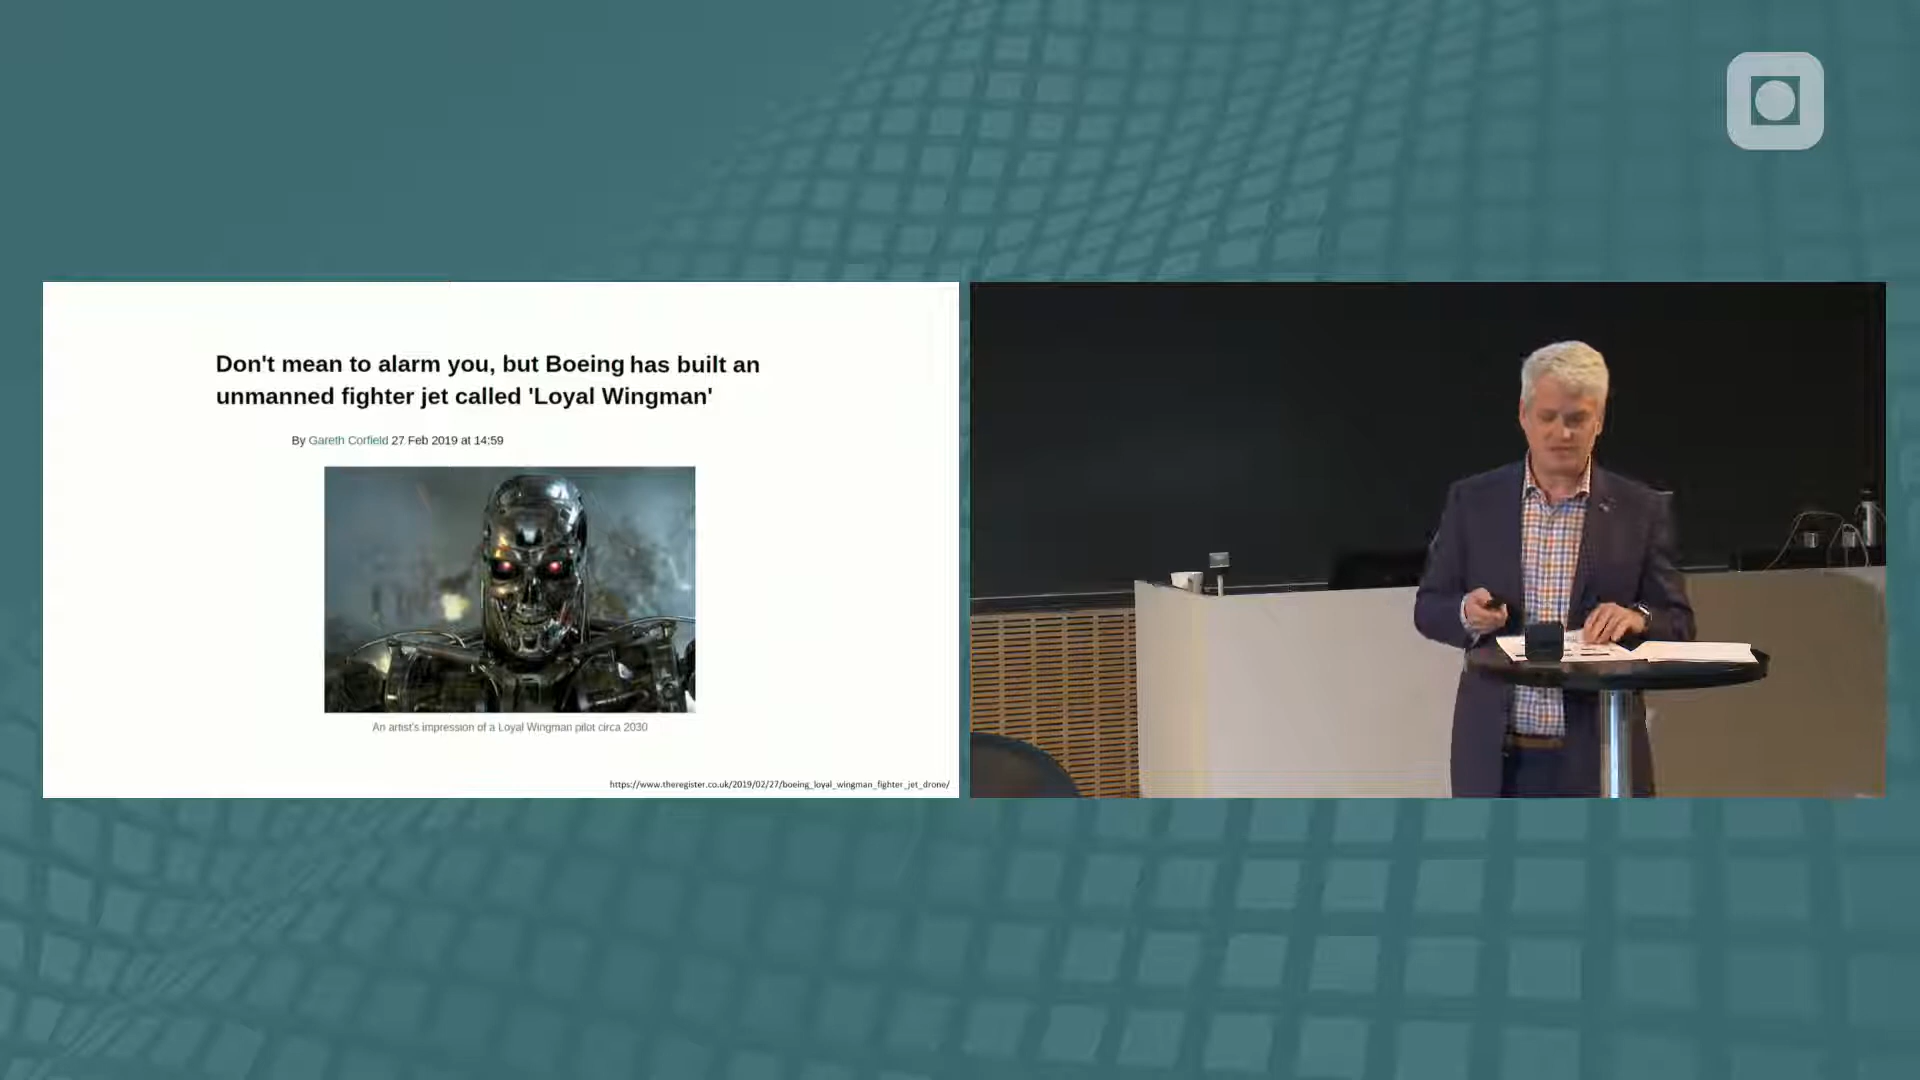 Don't mean to alarm you, but Boeing has built an
unmanned fighter jet called 'Loyal Wingman'
By Gareth Corfield 27 Feb 2019 at 14:59
An artist's impression of a Loyal Wingman pilot circa 2030
https://www.theregister.co.uk/2019/02/27/boeing_loyal_wingman_fighter_jet_drone/